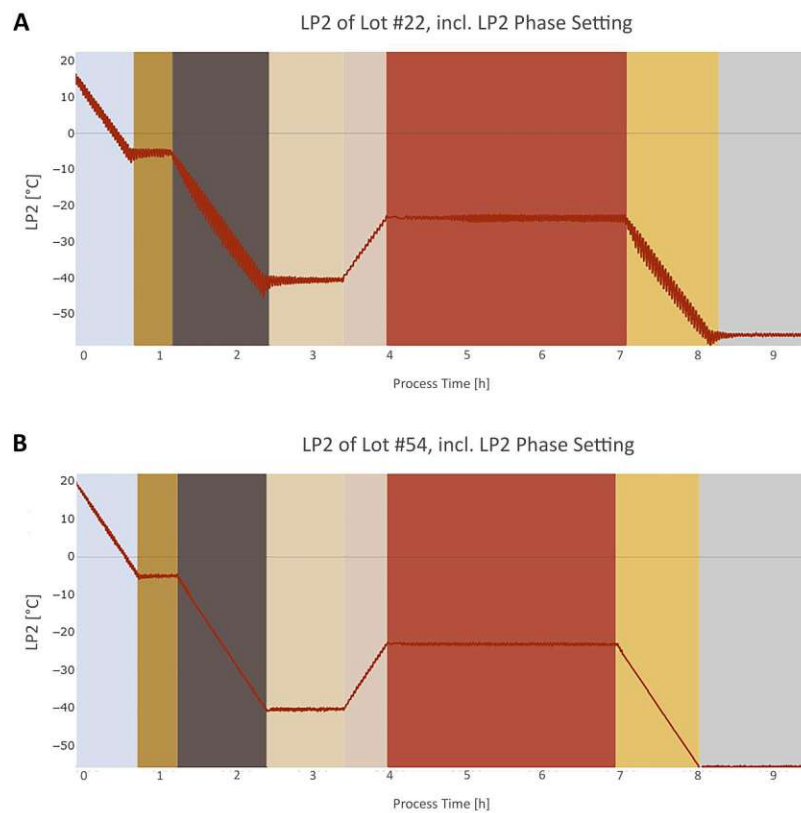 A
LP2 of Lot #22, incl. LP2 Phase Setting
20
10
0
−10
−20
−30
−40
−50
LP2 [°C]
0 1 2 3 4 5 6 7 8 9
Process Time [h]
B
LP2 of Lot #54, incl. LP2 Phase Setting
20
10
0
−10
−20
−30
−40
−50
LP2 [°C]
0 1 2 3 4 5 6 7 8 9
Process Time [h]